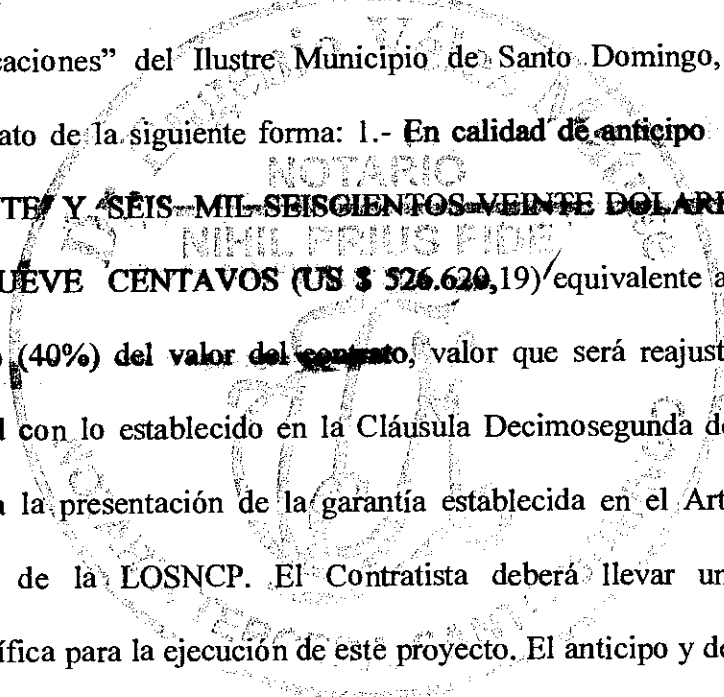 caciones” del Ilustre Municipio de Santo Domingo,
ato de la siguiente forma: 1.- En calidad de anticipo
TE Y SEIS MIL SEISCIENTOS VEINTE DOLARE
UEVE CENTAVOS (US $ 526.620,19) equivalente a
(40%) del valor del contrato, valor que será reajust
d con lo establecido en la Cláusula Decimosegunda de
a la presentación de la garantía establecida en el Art
de la LOSNCP. El Contratista deberá llevar un
ífica para la ejecución de este proyecto. El anticipo y de
NOTARIO
NIHIL PRIUS FIDE